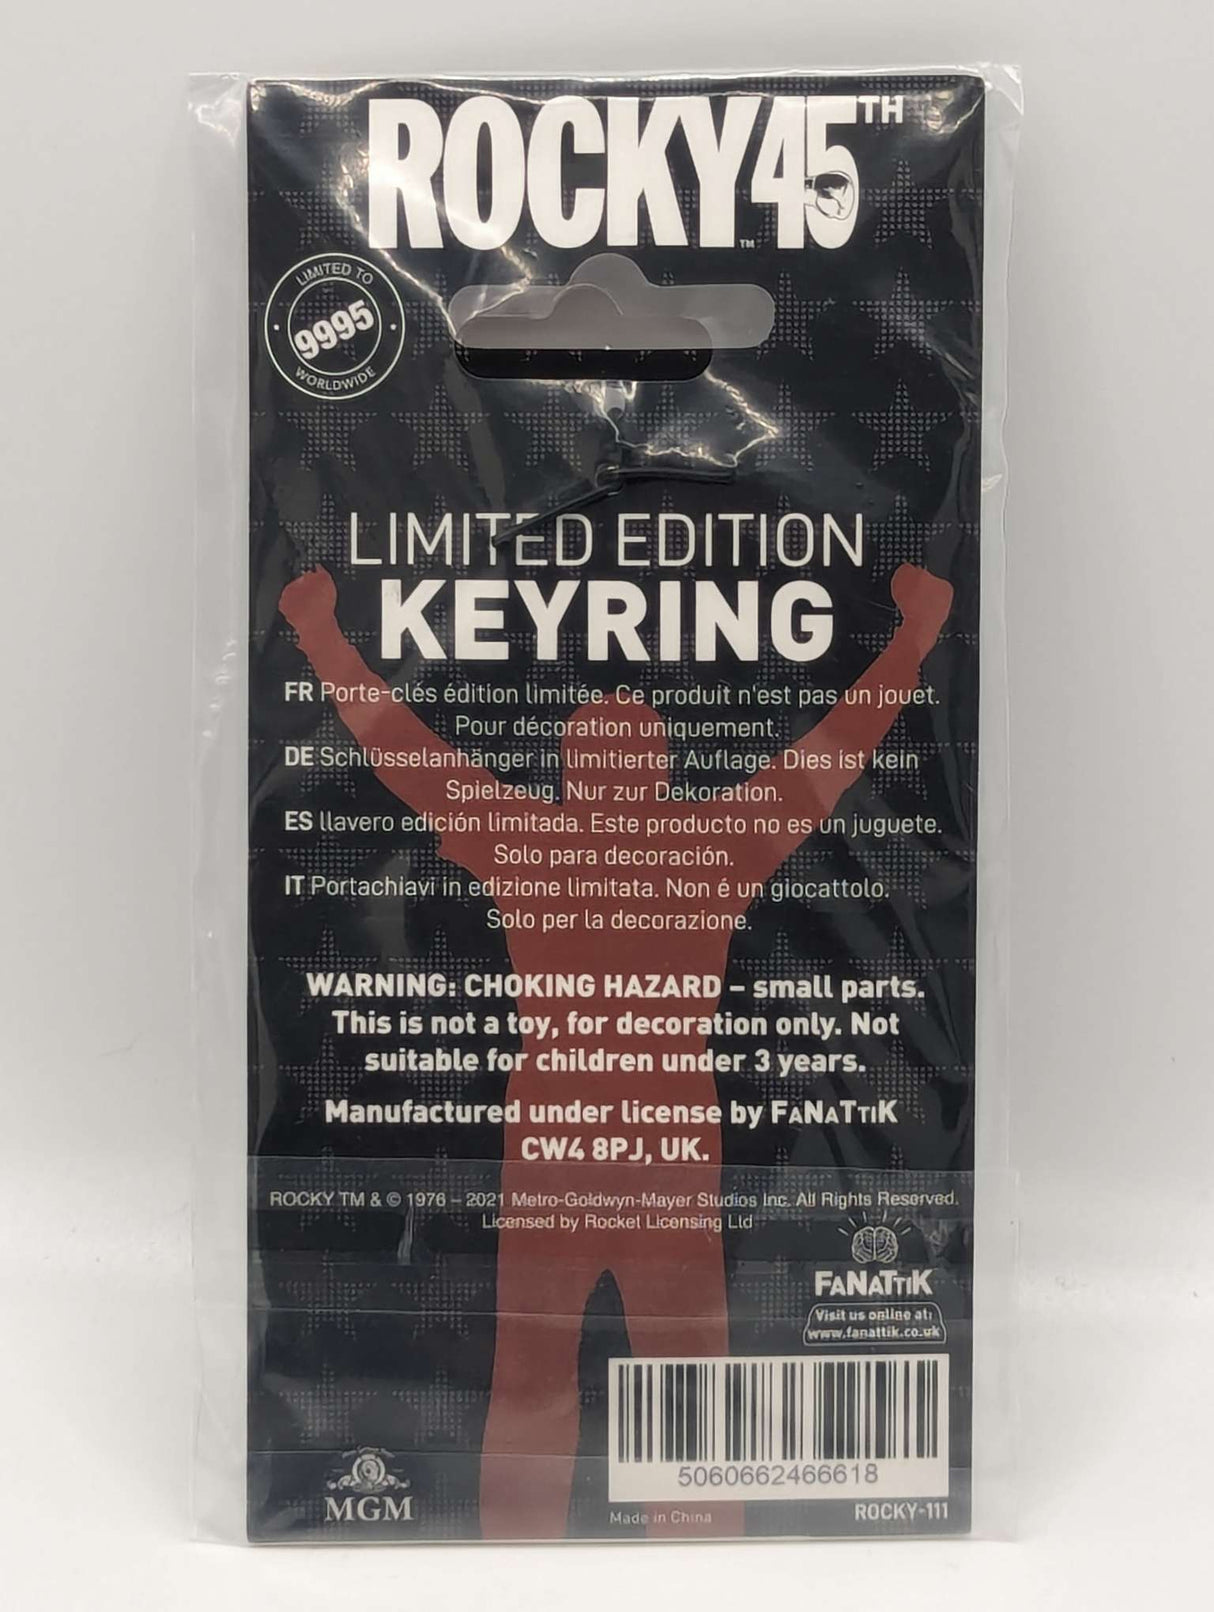 ROCKY 45TH
TM
LIMITED TO
9995
WORLDWIDE
LIMITED EDITION
KEYRING
FR Porte-clés édition limitée. Ce produit n'est pas un jouet.
Pour décoration uniquement.
DE Schlüsselanhänger in limitierter Auflage. Dies ist kein
Spielzeug. Nur zur Dekoration.
ES llavero edición limitada. Este producto no es un juguete.
Solo para decoración.
IT Portachiavi in edizione limitata. Non é un giocattolo.
Solo per la decorazione.
WARNING: CHOKING HAZARD – small parts.
This is not a toy, for decoration only. Not
suitable for children under 3 years.
Manufactured under license by FANATTIK
CW4 8PJ, UK.
ROCKY TM & © 1976 – 2021 Metro-Goldwyn-Mayer Studios Inc. All Rights Reserved.
Licensed by Rocket Licensing Ltd
FANATTIK
Visit us online at:
www.fanattik.co.uk
5060662466618
MGM
Made in China
ROCKY-111